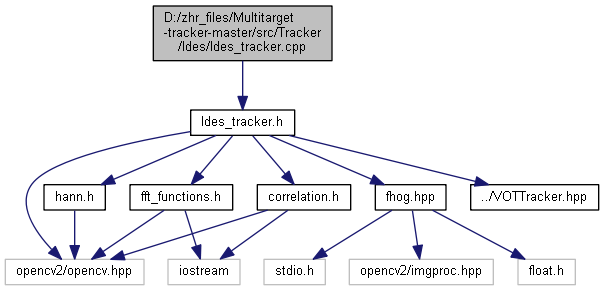 D:/zhr_files/Multitarget
-tracker-master/src/Tracker
/ldes/ldes_tracker.cpp
ldes_tracker.h
hann.h
fft_functions.h
correlation.h
fhog.hpp
../VOTTracker.hpp
opencv2/opencv.hpp
iostream
stdio.h
opencv2/imgproc.hpp
float.h